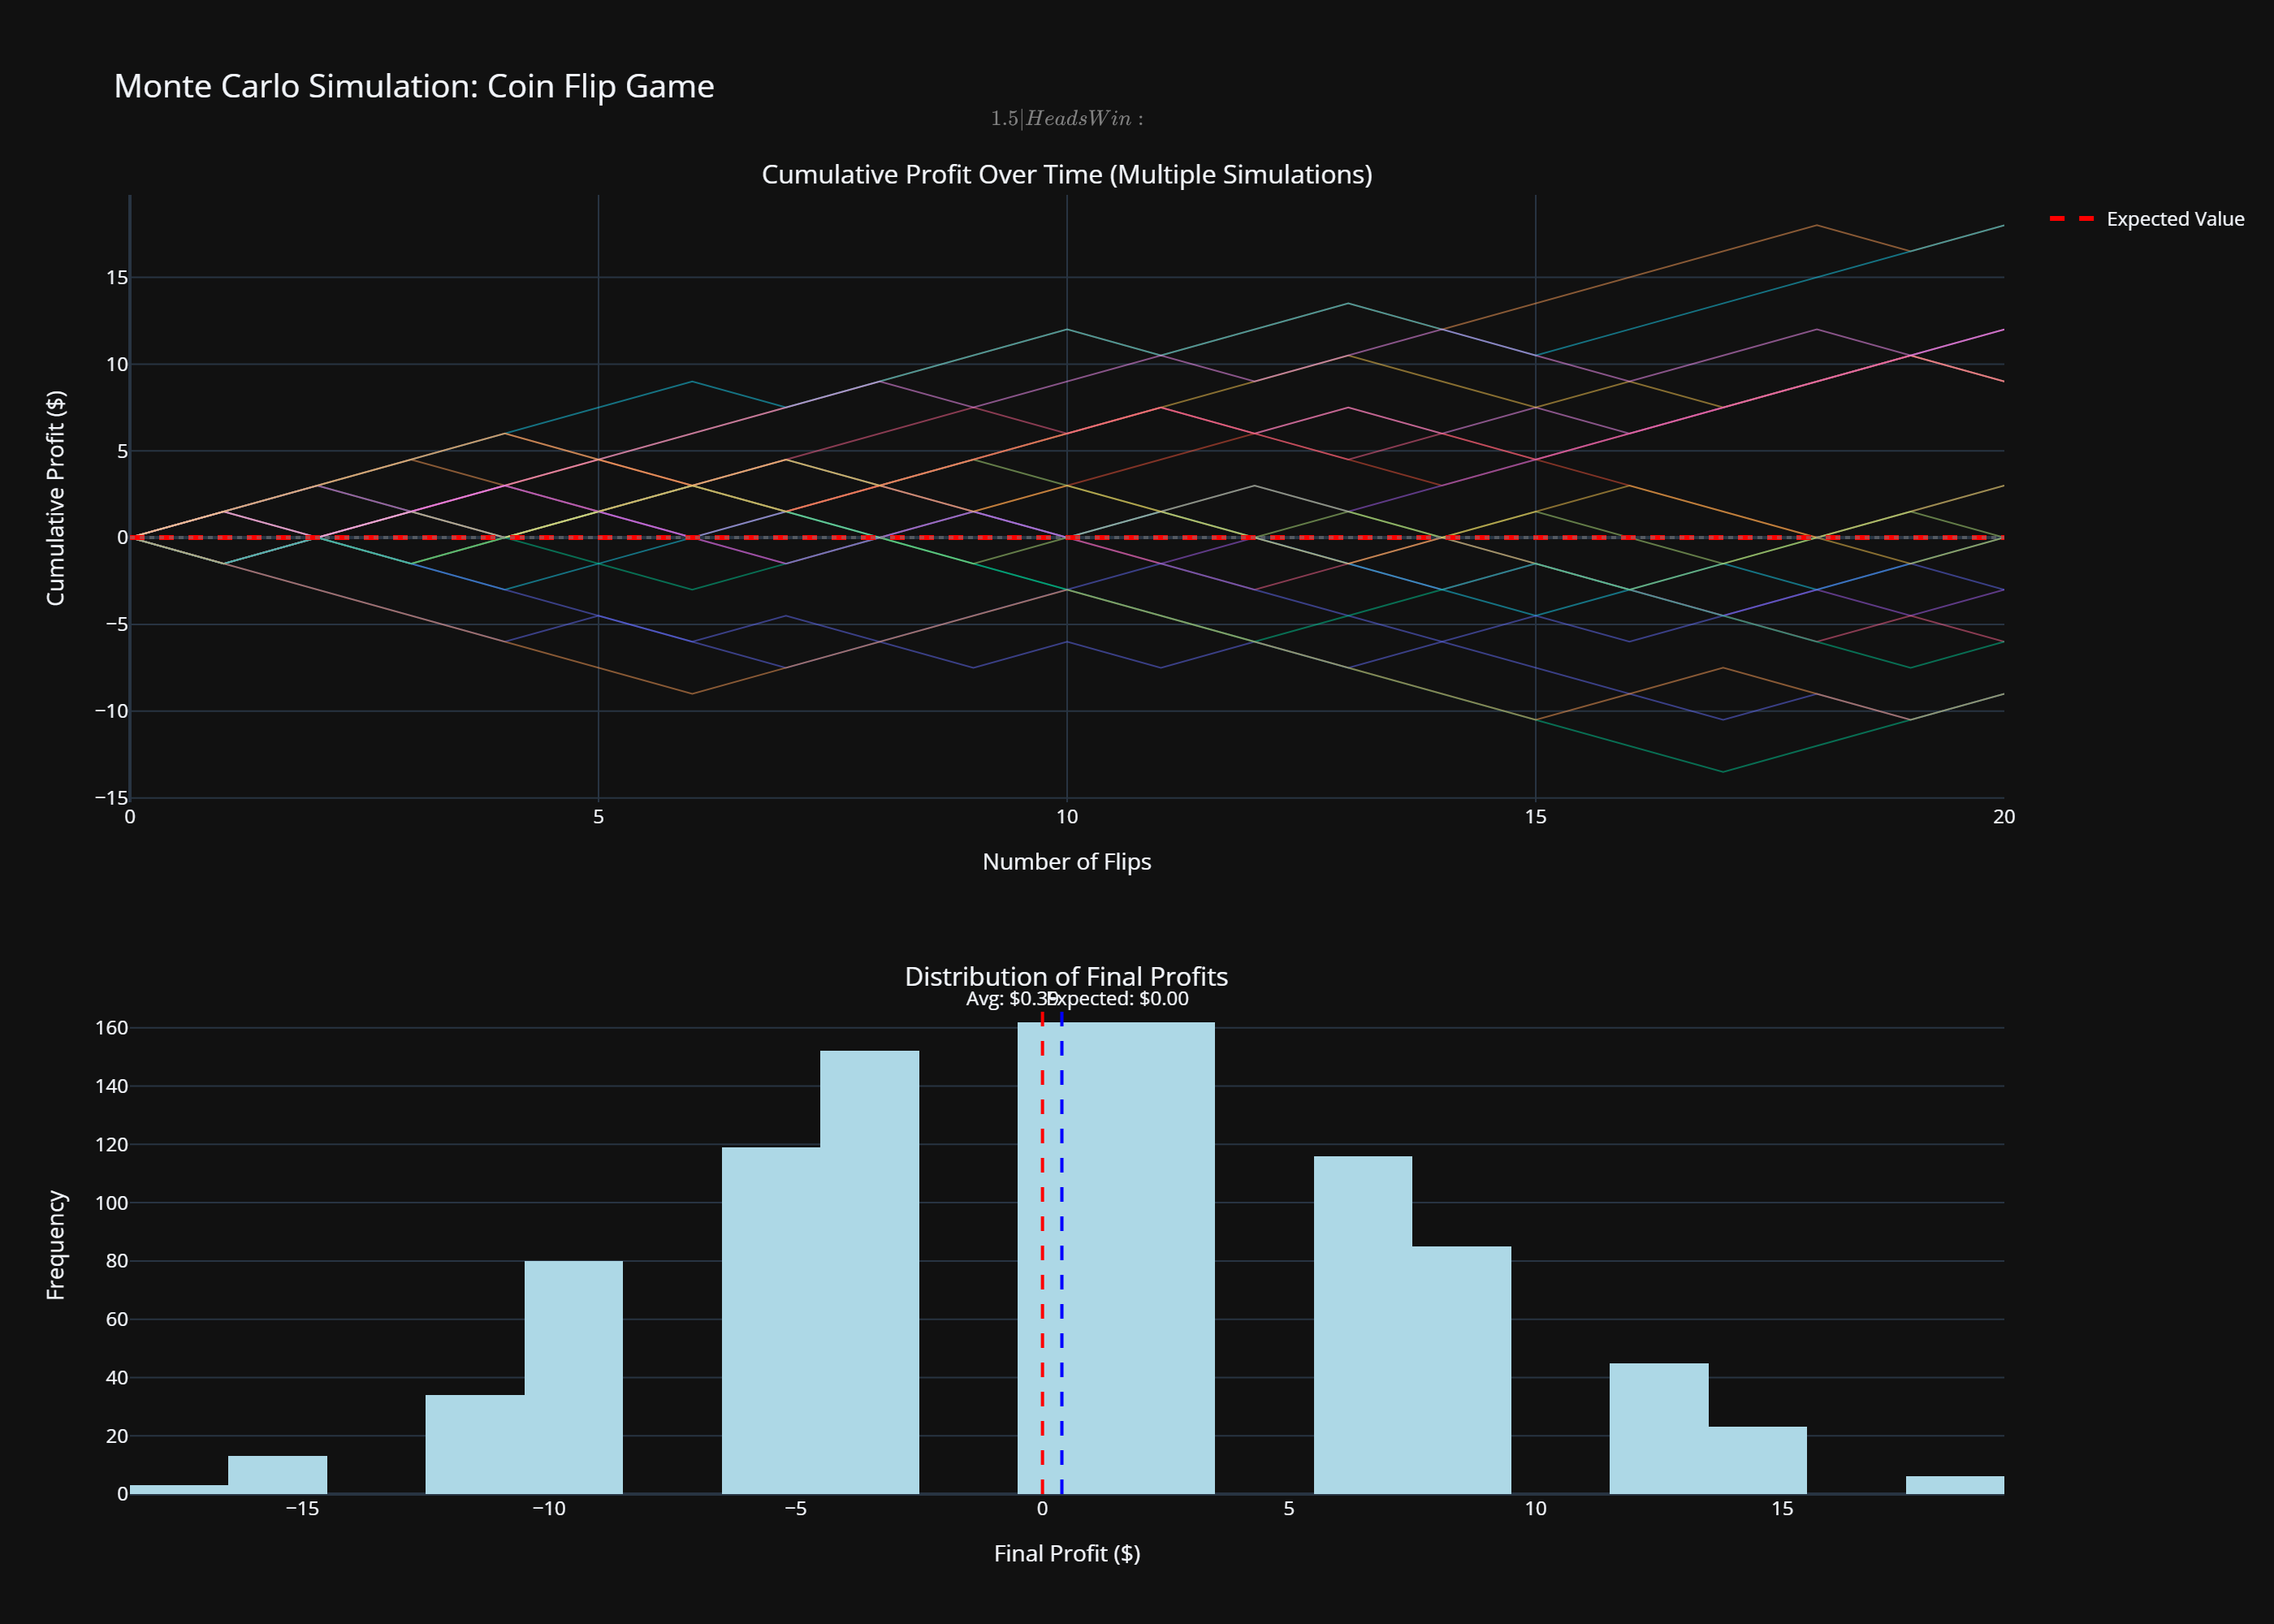 Monte Carlo Simulation: Coin Flip Game
1.5|HeadsWin :
Cumulative Profit Over Time (Multiple Simulations)
Expected Value
Cumulative Profit ($)
15
10
5
0
−5
−10
−15
0 5 10 15 20
Number of Flips
Distribution of Final Profits
Avg: $0.39 Expected: $0.00
Frequency
160
140
120
100
80
60
40
20
0
−15 −10 −5 0 5 10 15
Final Profit ($)